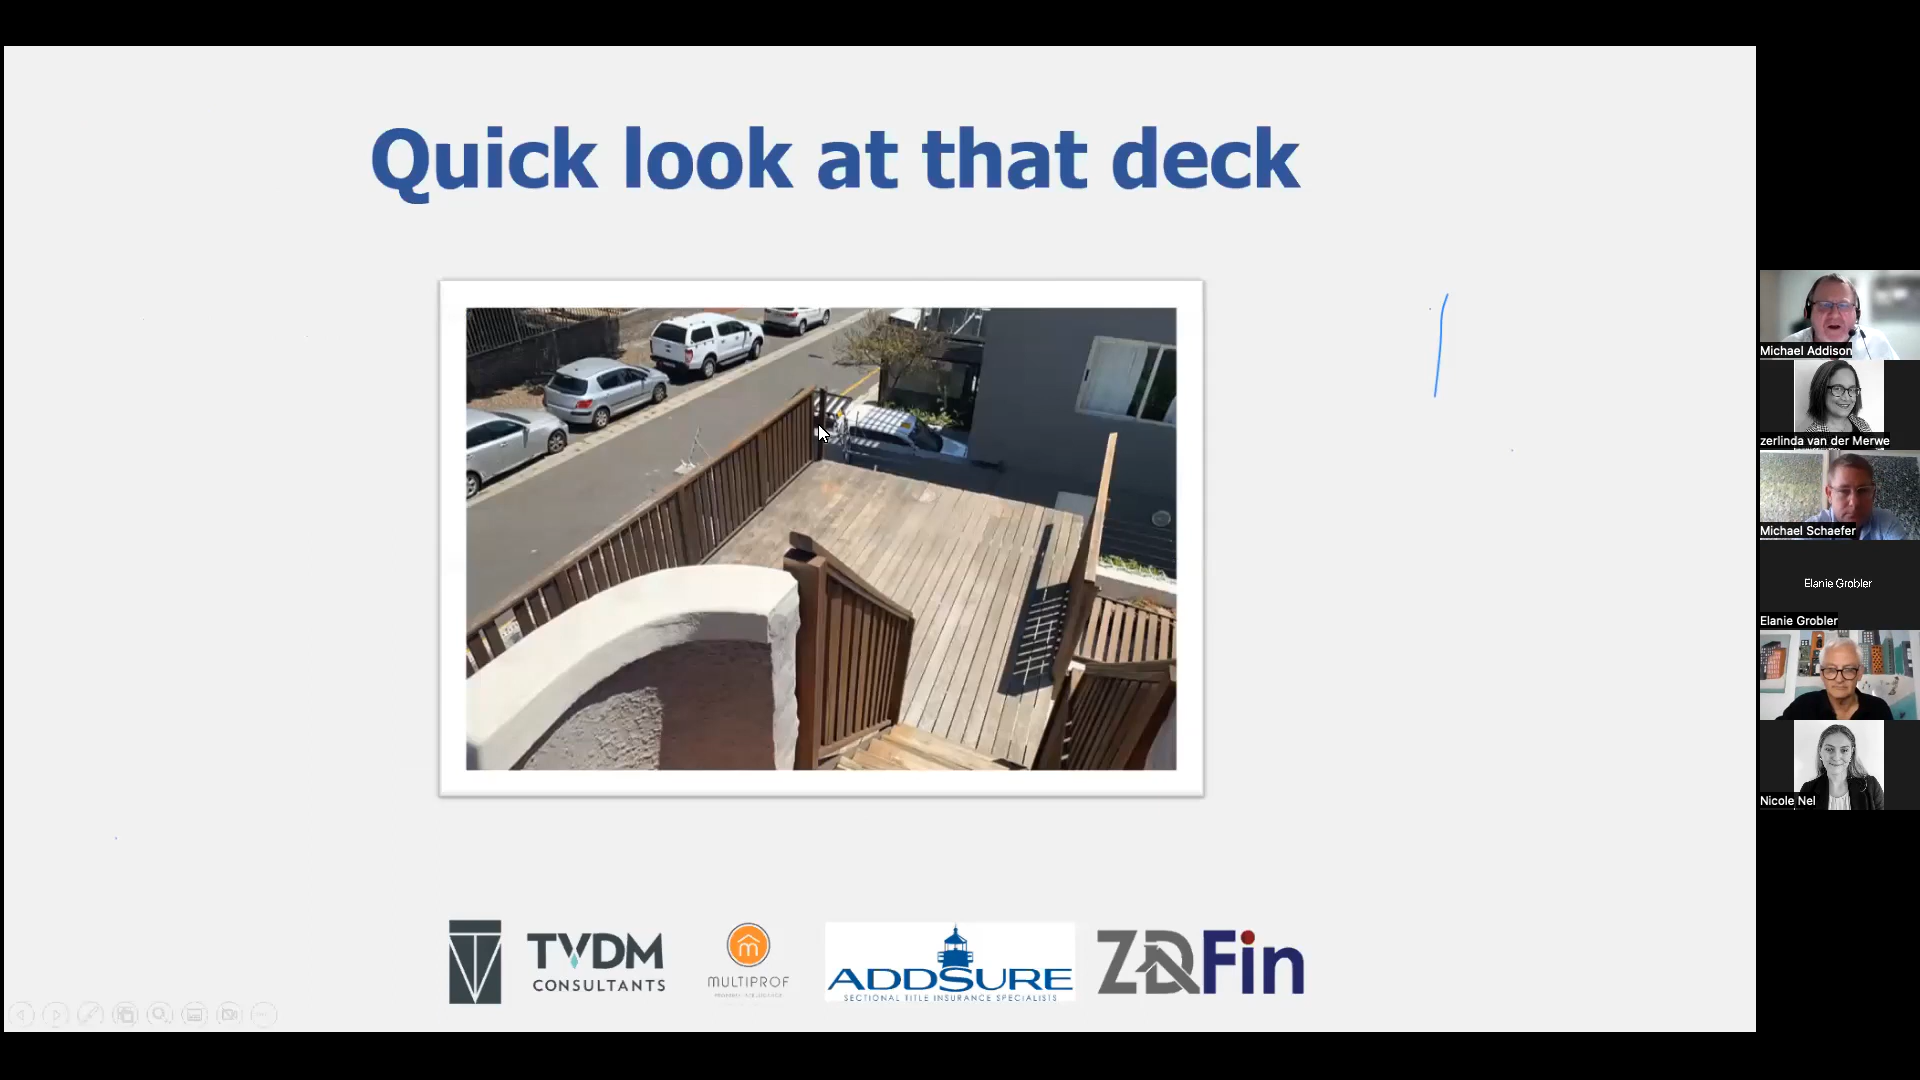 Quick look at that deck
Michael Addison
zerlinda van der Merwe
Michael Schaefer
Elanie Grobler
Elanie Grobler
Nicole Nel
TVDM
CONSULTANTS
MULTIPROF
ADDSURE
SECTIONAL TITLE INSURANCE SPECIALISTS
ZDFin